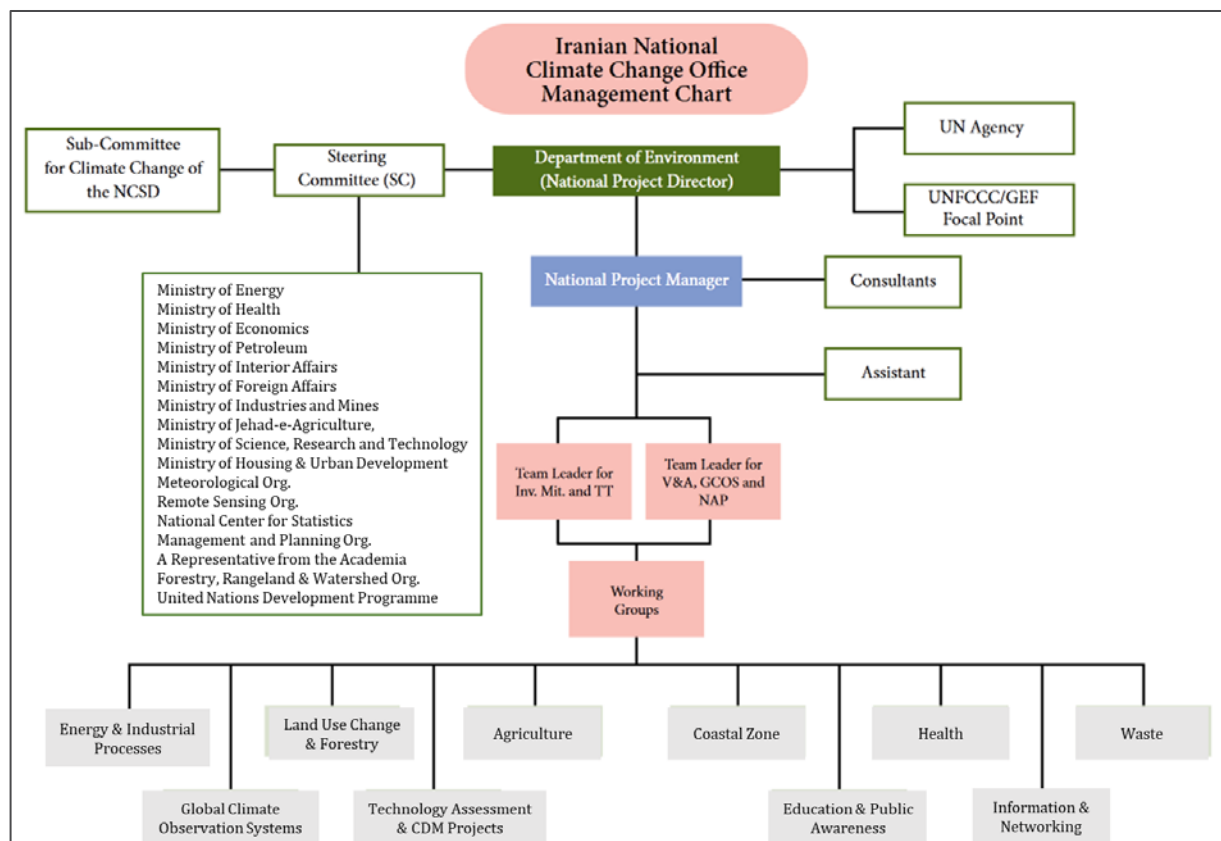 Iranian National
Climate Change Office
Management Chart
Sub-Committee
for Climate Change of
the NCSD
Steering
Committee (SC)
Department of Environment
(National Project Director)
UN Agency
UNFCCC/GEF
Focal Point
National Project Manager
Consultants
Assistant
Ministry of Energy
Ministry of Health
Ministry of Economics
Ministry of Petroleum
Ministry of Interior Affairs
Ministry of Foreign Affairs
Ministry of Industries and Mines
Ministry of Jehad-e-Agriculture,
Ministry of Science, Research and Technology
Ministry of Housing & Urban Development
Meteorological Org.
Remote Sensing Org.
National Center for Statistics
Management and Planning Org.
A Representative from the Academia
Forestry, Rangeland & Watershed Org.
United Nations Development Programme
Team Leader for
Inv. Mit. and TT
Team Leader for
V&A, GCOS and
NAP
Working
Groups
Energy & Industrial
Processes
Land Use Change
& Forestry
Agriculture
Coastal Zone
Health
Waste
Global Climate
Observation Systems
Technology Assessment
& CDM Projects
Education & Public
Awareness
Information &
Networking